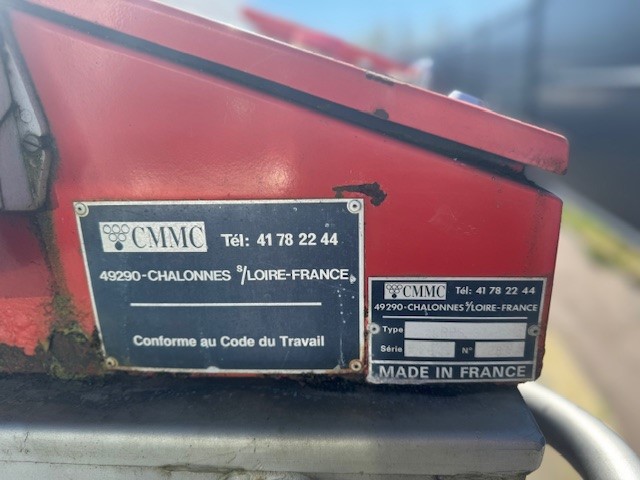 CMMC Tél: 41 78 22 44
49290-CHALONNES S/LOIRE-FRANCE
Conforme au Code du Travail
CMMC Tél: 41 78 22 44
49290-CHALONNES S/LOIRE-FRANCE
Type
Série N°
MADE IN FRANCE